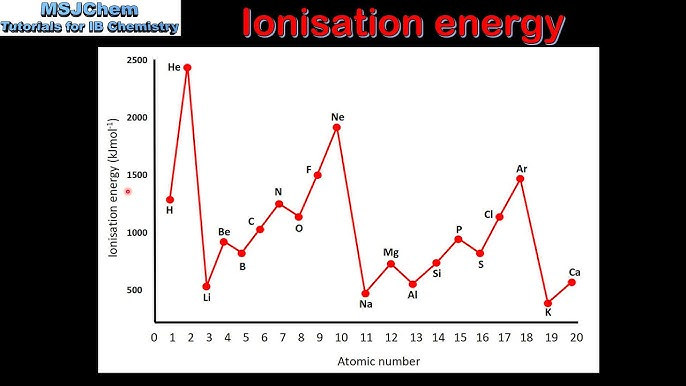 MSJChem
Tutorials for IB Chemistry
Ionisation energy
2500
2000
1500
1000
500
Ionisation energy (kJmol-1)
He
H
Li
Be
B
C
N
O
F
Ne
Na
Mg
Al
Si
P
S
Cl
Ar
K
Ca
0 1 2 3 4 5 6 7 8 9 10 11 12 13 14 15 16 17 18 19 20
Atomic number